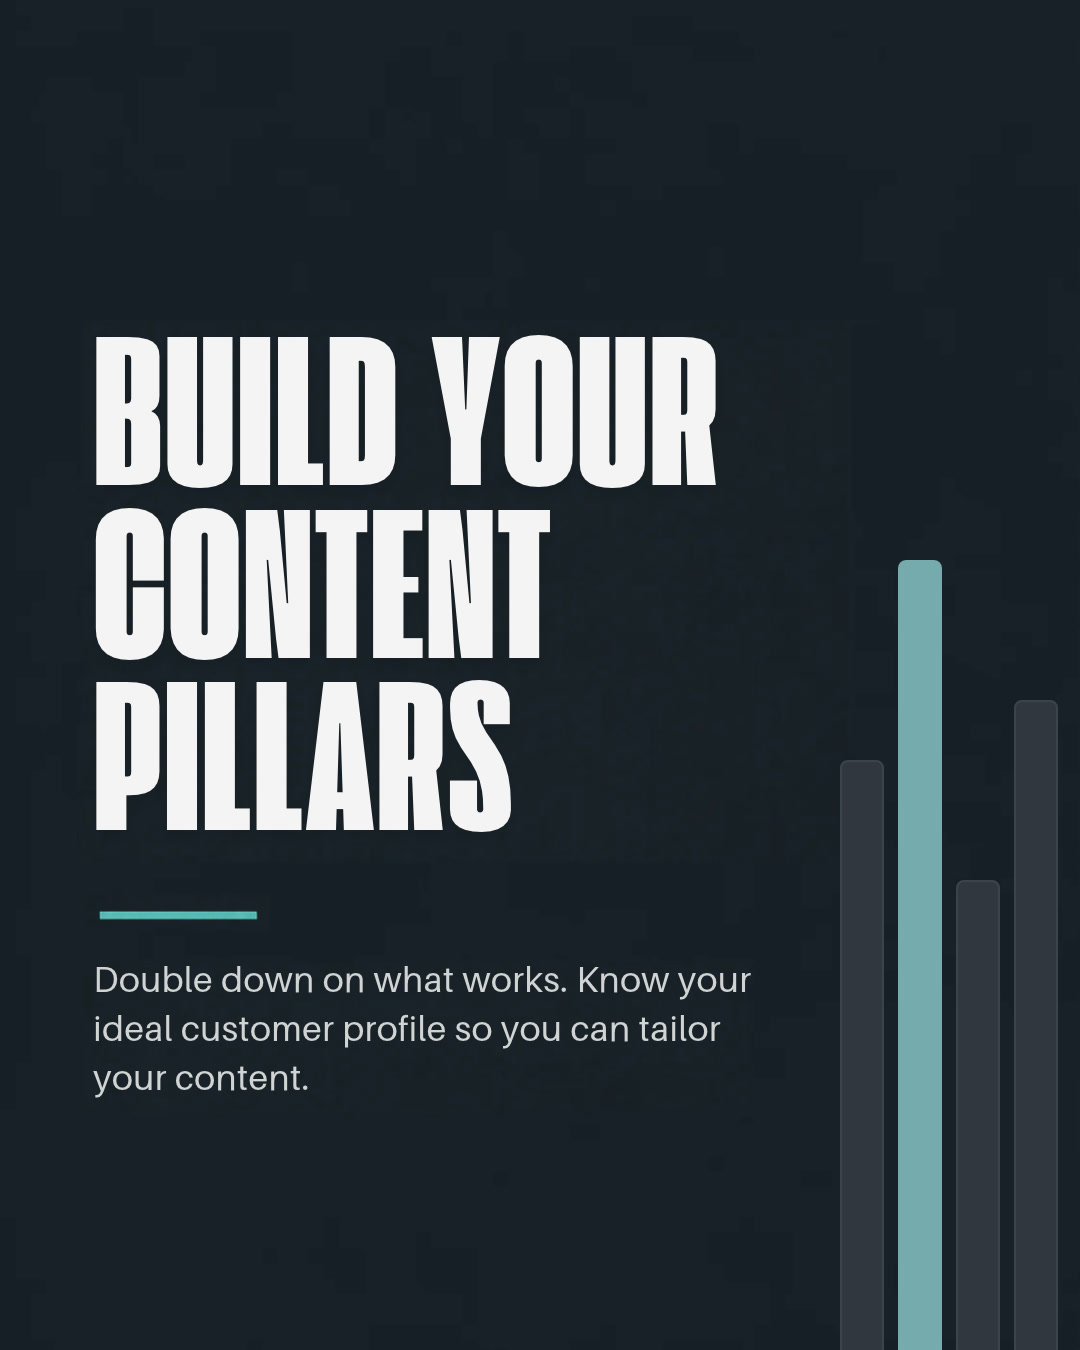 BUILD YOUR
CONTENT
PILLARS
Double down on what works. Know your
ideal customer profile so you can tailor
your content.